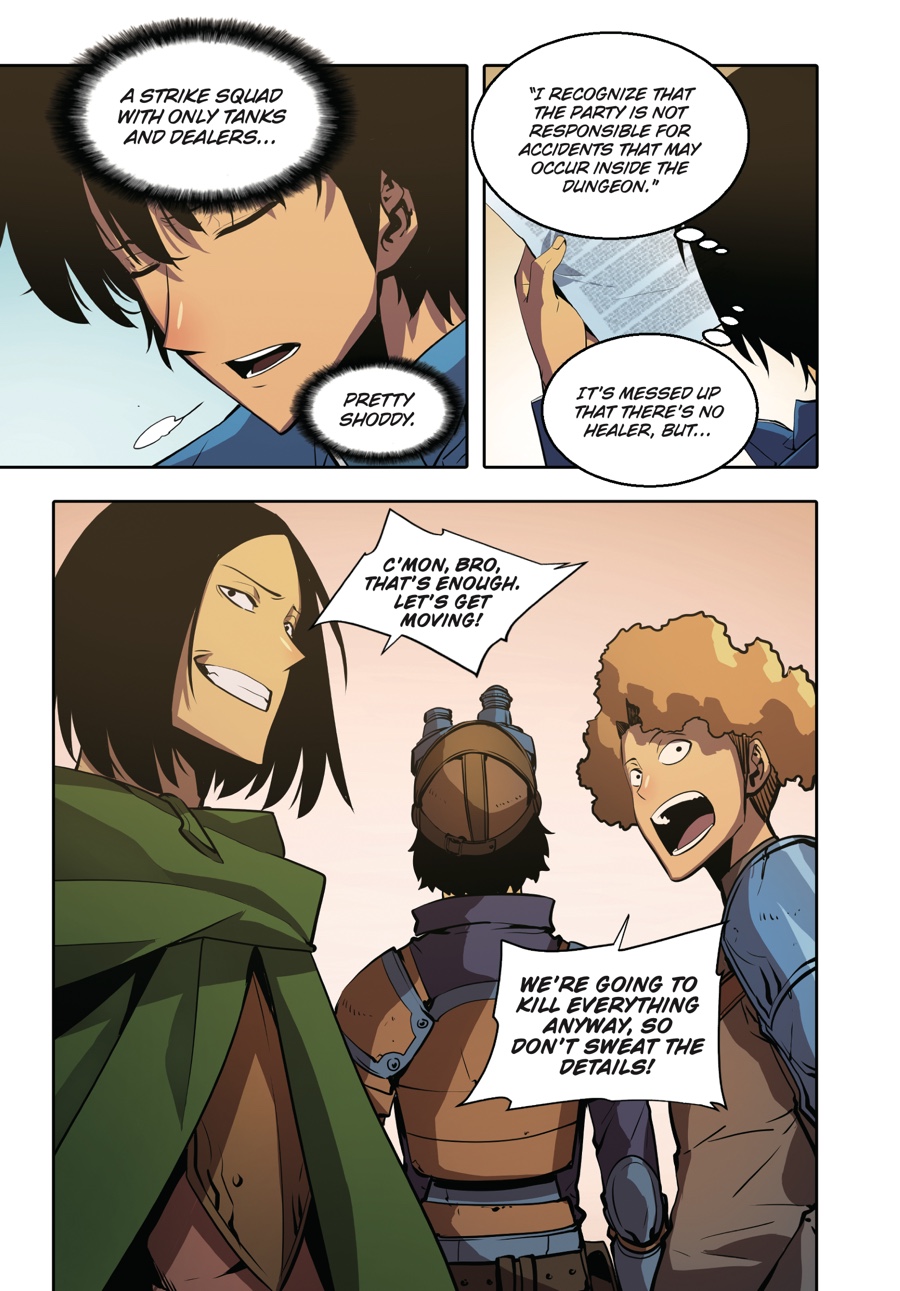 A STRIKE SQUAD
WITH ONLY TANKS
AND DEALERS...
PRETTY
SHODDY.
"I RECOGNIZE THAT
THE PARTY IS NOT
RESPONSIBLE FOR
ACCIDENTS THAT MAY
OCCUR INSIDE THE
DUNGEON."
IT'S MESSED UP
THAT THERE'S NO
HEALER, BUT...
C'MON, BRO,
THAT'S ENOUGH.
LET'S GET
MOVING!
WE'RE GOING TO
KILL EVERYTHING
ANYWAY, SO
DON'T SWEAT THE
DETAILS!